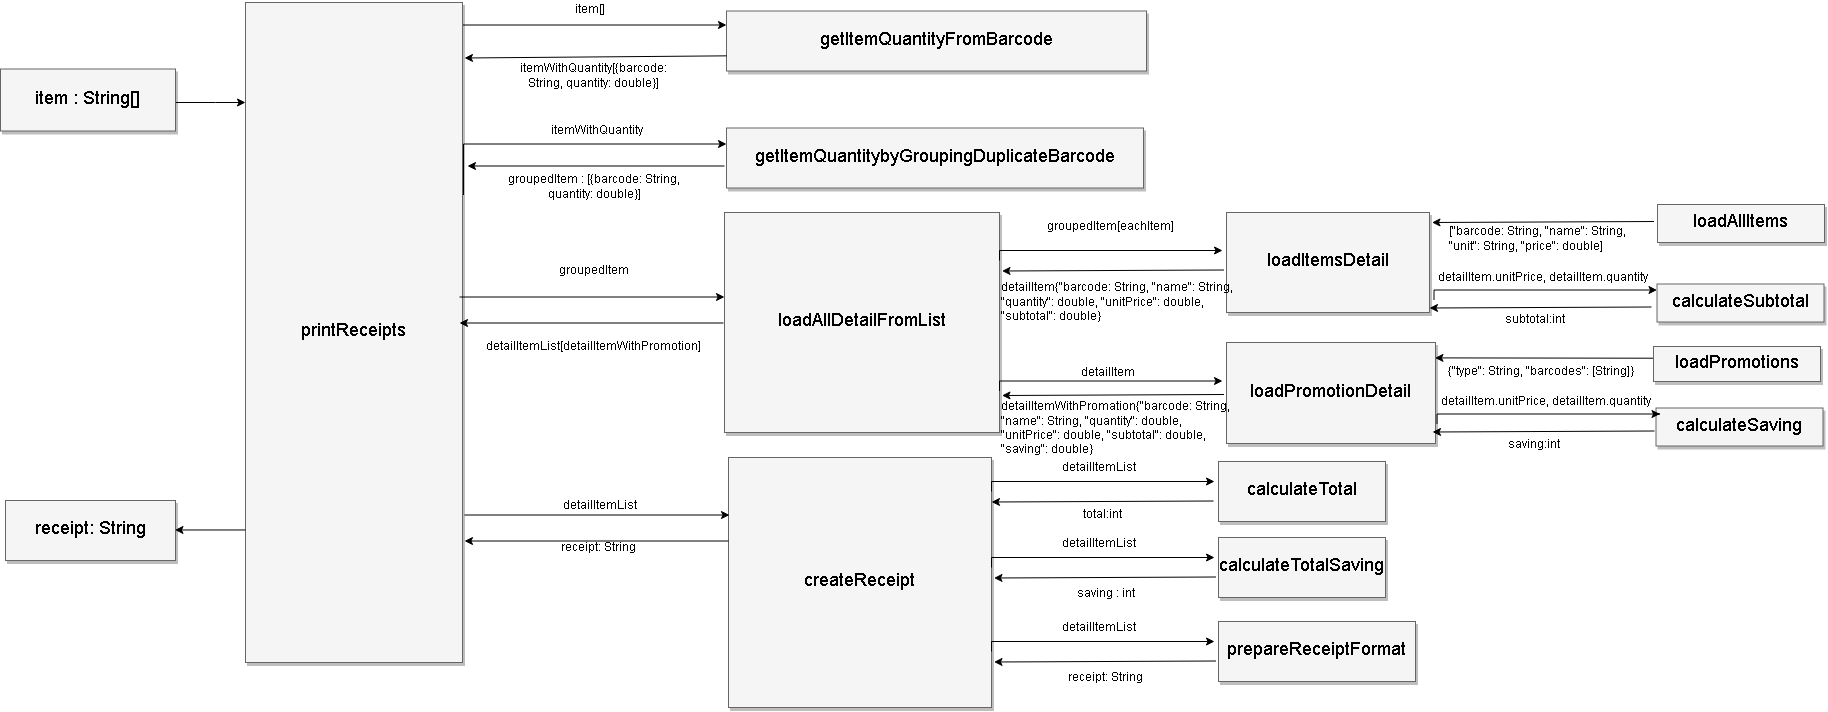 item[]
getItemQuantityFromBarcode
itemWithQuantity[{barcode:
String, quantity: double}]
item : String[]
printReceipts
itemWithQuantity
getItemQuantitybyGroupingDuplicateBarcode
groupedItem : [{barcode: String,
quantity: double}]
groupedItem
loadAllDetailFromList
detailItemList[detailItemWithPromotion]
groupedItem[eachItem]
loadItemsDetail
detailItem{"barcode: String, "name": String,
"quantity": double, "unitPrice": double,
"subtotal": double}
loadAllItems
["barcode: String, "name": String,
"unit": String, "price": double]
detailItem.unitPrice, detailItem.quantity
calculateSubtotal
subtotal:int
detailItem
loadPromotionDetail
detailItemWithPromation{"barcode: String,
"name": String, "quantity": double,
"unitPrice": double, "subtotal": double,
"saving": double}
loadPromotions
{"type": String, "barcodes": [String]}
detailItem.unitPrice, detailItem.quantity
calculateSaving
saving:int
receipt: String
detailItemList
receipt: String
createReceipt
detailItemList
calculateTotal
total:int
detailItemList
calculateTotalSaving
saving : int
detailItemList
prepareReceiptFormat
receipt: String